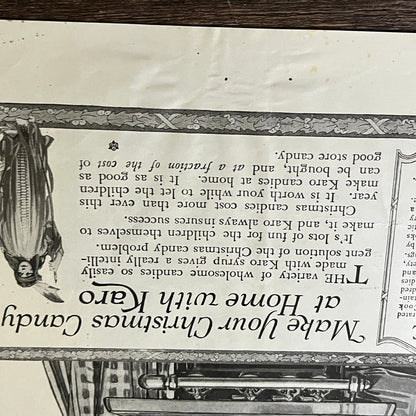 Make Your Christmas Candy
at Home with Karo
THE variety of wholesome candies so easily
made with Karo syrup gives a really intelli-
gent solution of the Christmas candy problem.
It's lots of fun for the children themselves to
make it, and Karo always insures success.
Christmas candies cost more than ever this
year. It is worth your while to let the children
make Karo candies at home. It is as good as
can be bought, and at a fraction of the cost of
good store candy.